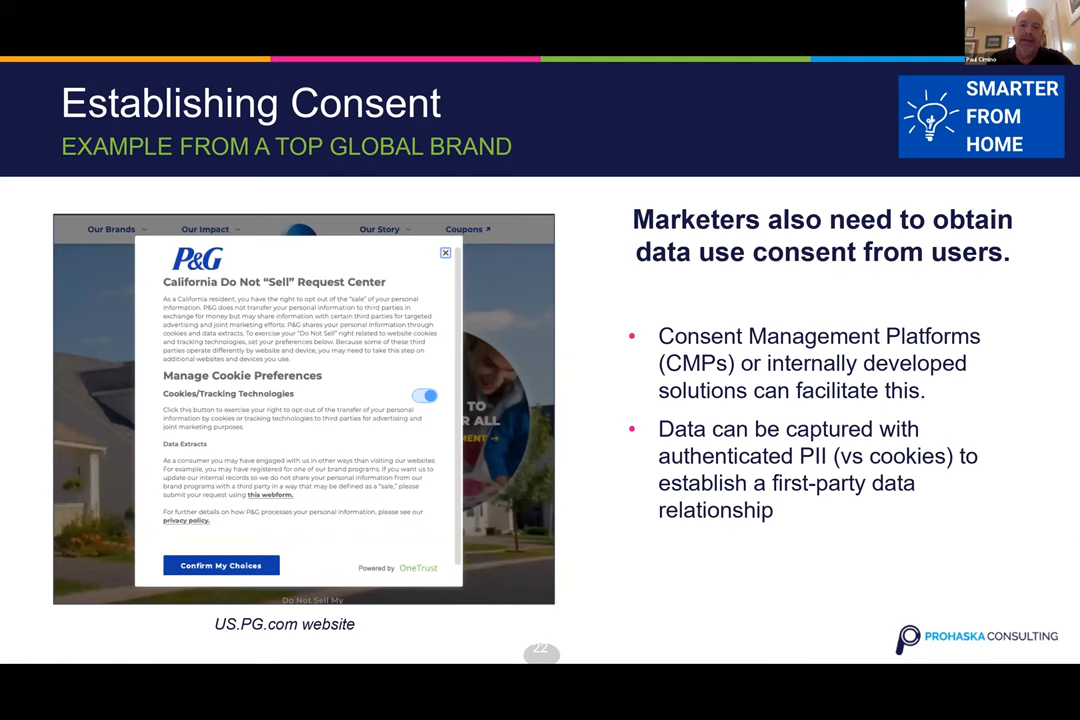 Paul Cimino
Establishing Consent
EXAMPLE FROM A TOP GLOBAL BRAND
SMARTER
FROM
HOME
Our Brands
Our Impact
Our Story
Coupons
P&G
California Do Not “Sell” Request Center
As a California resident, you have the right to opt out of the “sale” of your personal
information. P&G does not transfer your personal information to third parties in
exchange for money but may share information with certain third parties for targeted
advertising and joint marketing efforts. P&G shares your personal information through
cookies and data extracts. To exercise your “Do Not Sell” right related to website cookies
and tracking technologies, set your preferences below. Because some of these third
parties operate differently by website and device, you may need to take this step on
additional websites and devices you use.
Manage Cookie Preferences
Cookies/Tracking Technologies
Click this button to exercise your right to opt-out of the transfer of your personal
information by cookies or tracking technologies to third parties for advertising and
joint marketing purposes.
Data Extracts
As a consumer you may have engaged with us in other ways than visiting our websites.
For example, you may have registered for one of our brand programs. If you want us to
update our internal records so we do not share your personal information from our
brand programs with a third party in a way that may be defined as a “sale,” please
submit your request using this webform.
For further details on how P&G processes your personal information, please see our
privacy policy.
Confirm My Choices
Powered by OneTrust
TO
R ALL
MENT →
Do Not Sell My
US.PG.com website
Marketers also need to obtain
data use consent from users.
• Consent Management Platforms
(CMPs) or internally developed
solutions can facilitate this.
• Data can be captured with
authenticated PII (vs cookies) to
establish a first-party data
relationship
22
PROHASKA CONSULTING